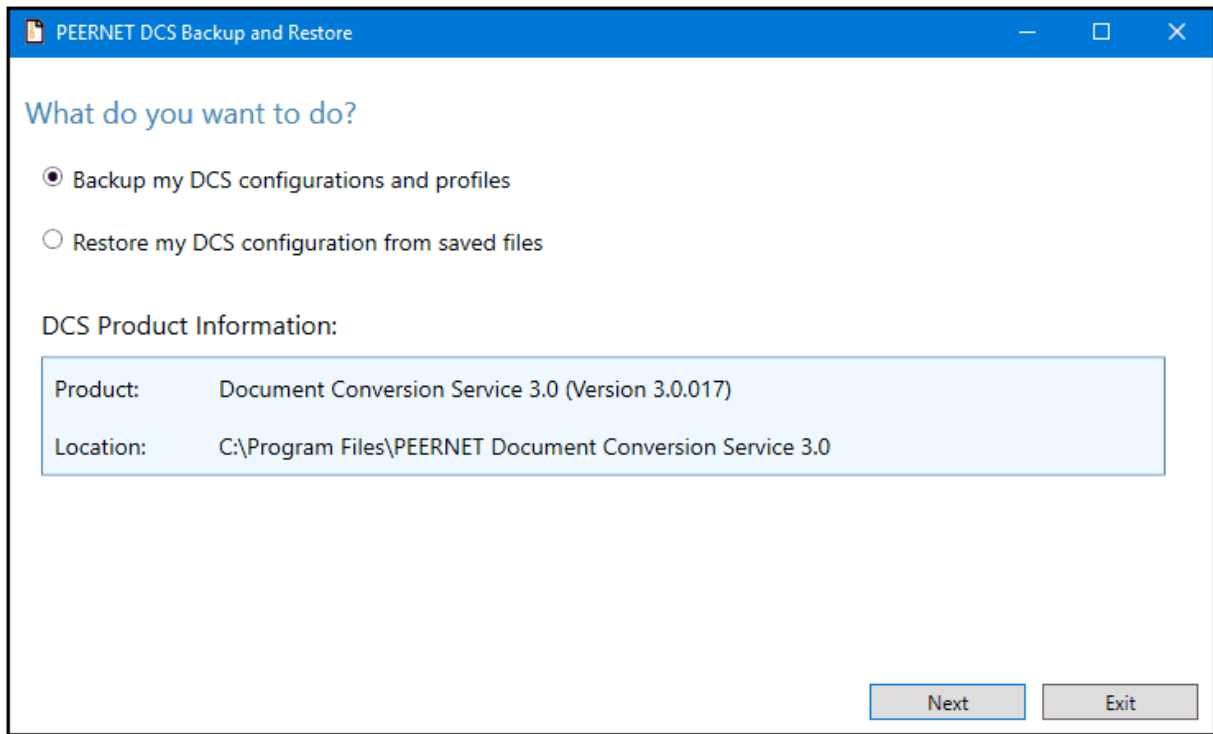 PEERNET DCS Backup and Restore
What do you want to do?
Backup my DCS configurations and profiles
Restore my DCS configuration from saved files
DCS Product Information:
Product: Document Conversion Service 3.0 (Version 3.0.017)
Location: C:\Program Files\PEERNET Document Conversion Service 3.0
Next Exit